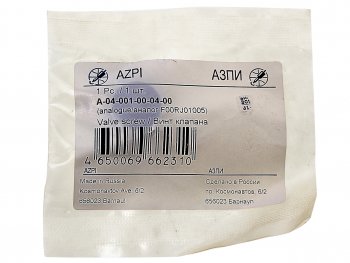 AZPI АЗПИ
1 Pc. / 1 шт.
A-04-001-00-04-00
(analogue/аналог F00RJ01005)
Valve screw / Винт клапана
4 650069 662310
AZPI АЗПИ
Made in Russia Сделано в России
Kosmonavtov Ave. 6/2 пр. Космонавтов, 6/2
656023 Barnaul 656023 Барнаул